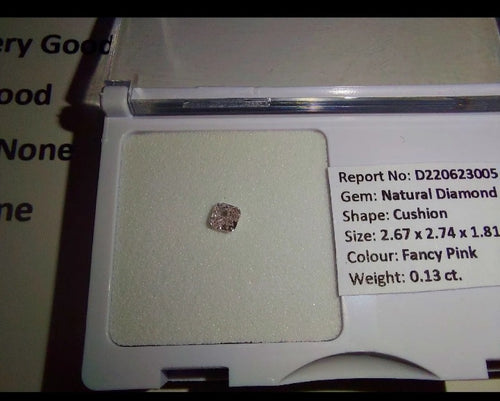 ery Good
ood
None
ne
Report No: D220623005
Gem: Natural Diamond
Shape: Cushion
Size: 2.67 x 2.74 x 1.81
Colour: Fancy Pink
Weight: 0.13 ct.